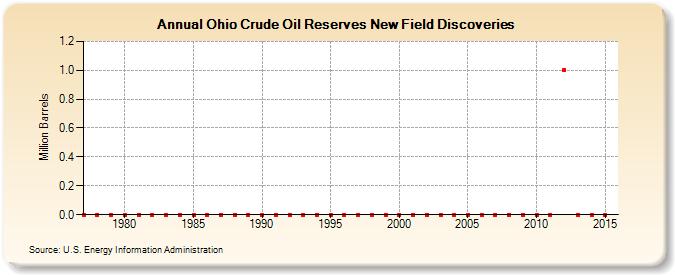 Annual Ohio Crude Oil Reserves New Field Discoveries
Million Barrels
1.2
1.0
0.8
0.6
0.4
0.2
0.0
1980 1985 1990 1995 2000 2005 2010 2015
Source: U.S. Energy Information Administration